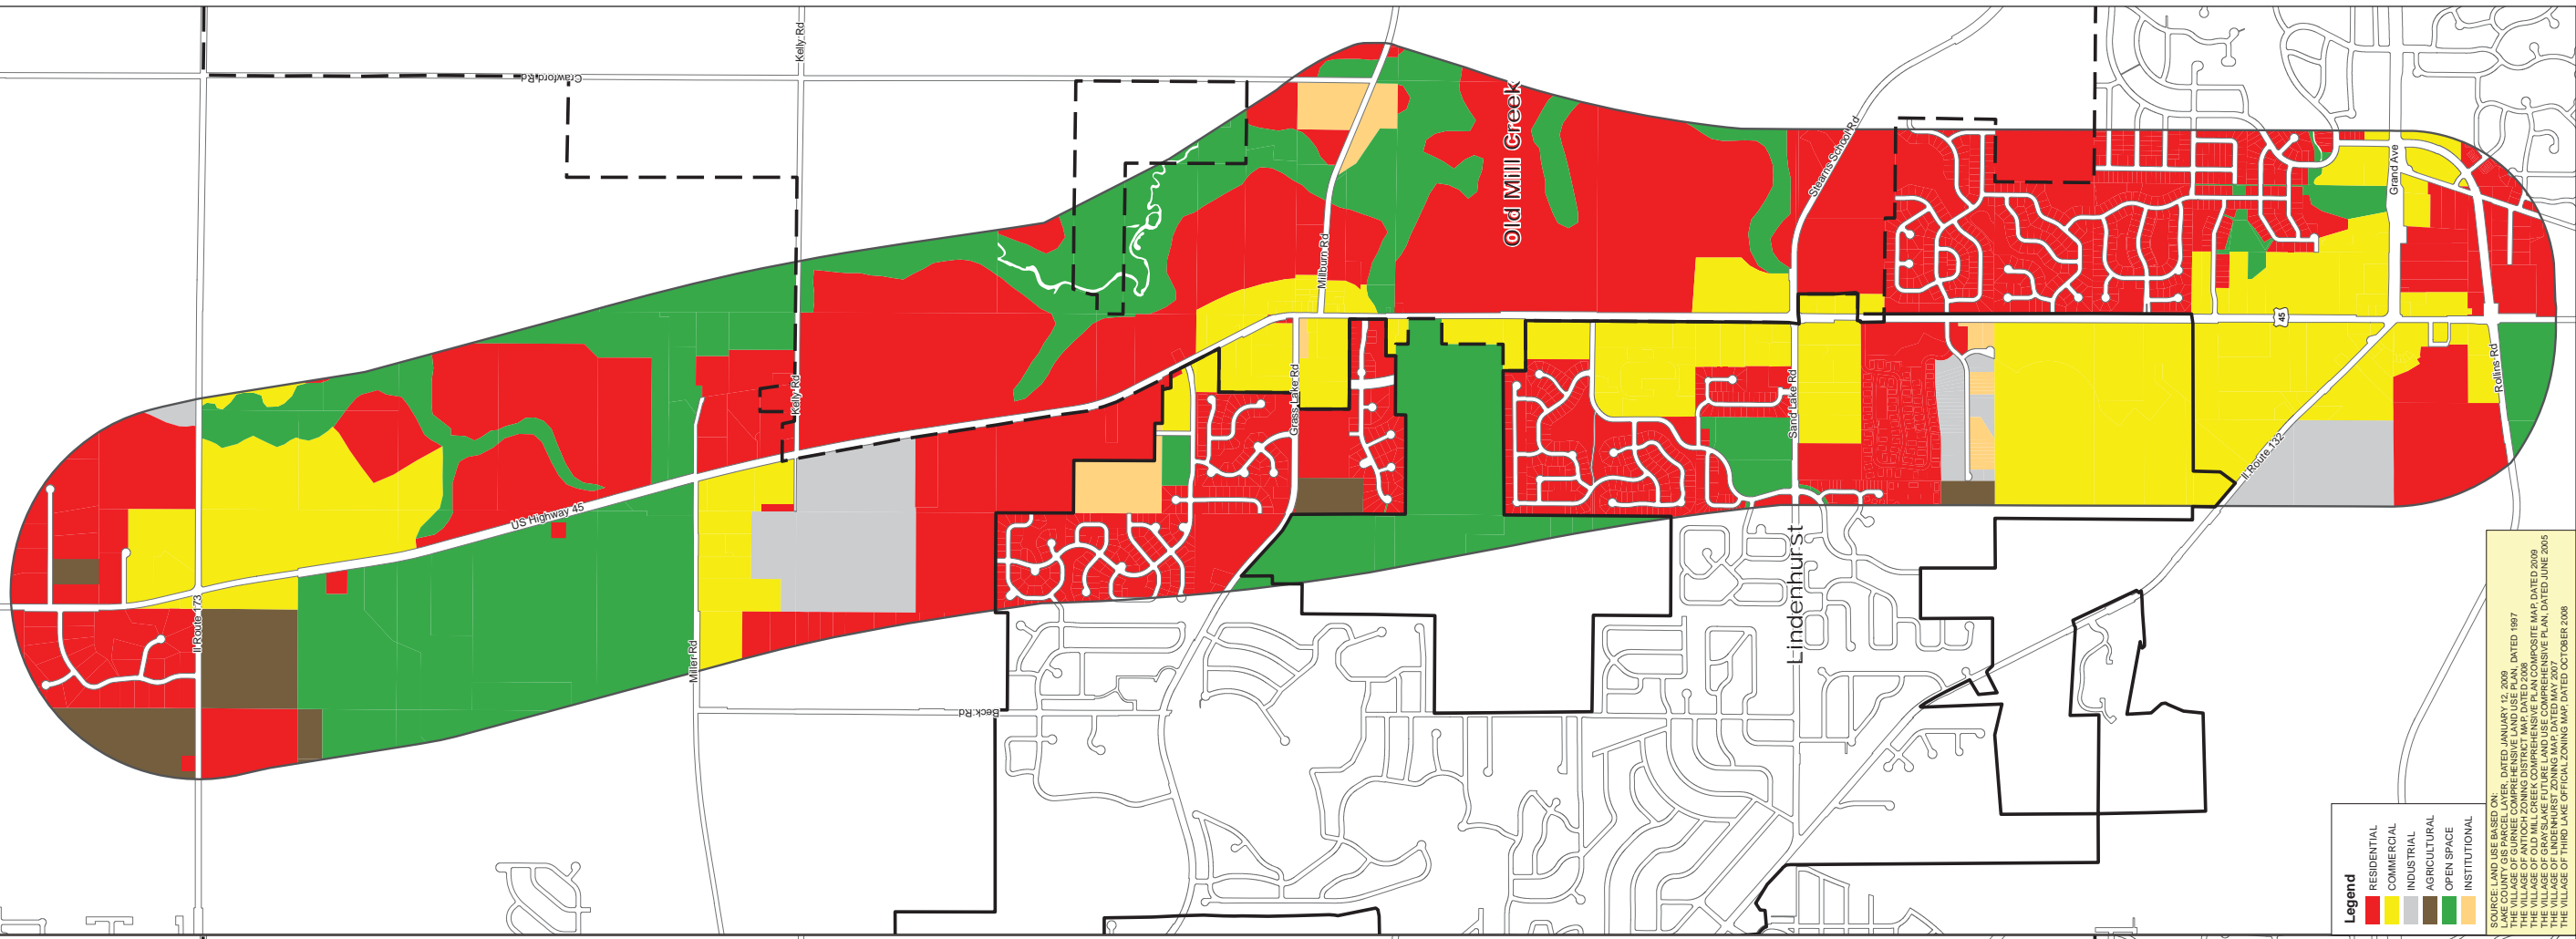 Kelly Rd
Crawford Rd
Old Mill Creek
Stearns School Rd
Grand Ave
Millburn Rd
45
Rollins Rd
Kelly Rd
Grass Lake Rd
Sand Lake Rd
Il Route 132
US Highway 45
Il Route 173
Miller Rd
Lindenhurst
Beck Rd
Legend
RESIDENTIAL
COMMERCIAL
INDUSTRIAL
AGRICULTURAL
OPEN SPACE
INSTITUTIONAL
SOURCE: LAND USE BASED ON:
LAKE COUNTY GIS PARCEL LAYER, DATED JANUARY 12, 2009
THE VILLAGE OF GURNEE COMPREHENSIVE LAND USE PLAN, DATED 1997
THE VILLAGE OF ANTIOCH ZONING DISTRICT MAP, DATED 2008
THE VILLAGE OF OLD MILL CREEK COMPREHENSIVE PLAN COMPOSITE MAP, DATED 2009
THE VILLAGE OF GRAYSLAKE FUTURE LAND USE COMPREHENSIVE PLAN, DATED JUNE 2005
THE VILLAGE OF LINDENHURST ZONING MAP, DATED MAY 2007
THE VILLAGE OF THIRD LAKE OFFICIAL ZONING MAP, DATED OCTOBER 2008